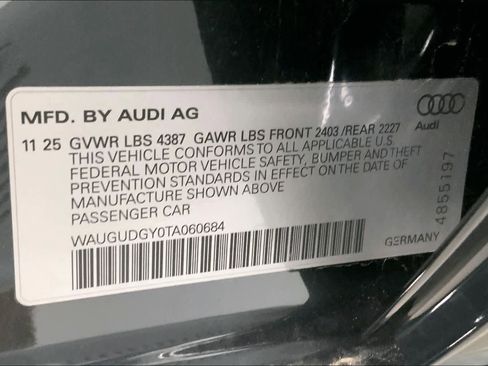 MFD. BY AUDI AG
11 25 GVWR LBS 4387 GAWR LBS FRONT 2403 /REAR 2227
THIS VEHICLE CONFORMS TO ALL APPLICABLE U.S
FEDERAL MOTOR VEHICLE SAFETY, BUMPER AND THEFT
PREVENTION STANDARDS IN EFFECT ON THE DATE OF
MANUFACTURE SHOWN ABOVE
PASSENGER CAR
WAUGUDGY0TA060684
Audi
4855197
GERMANY